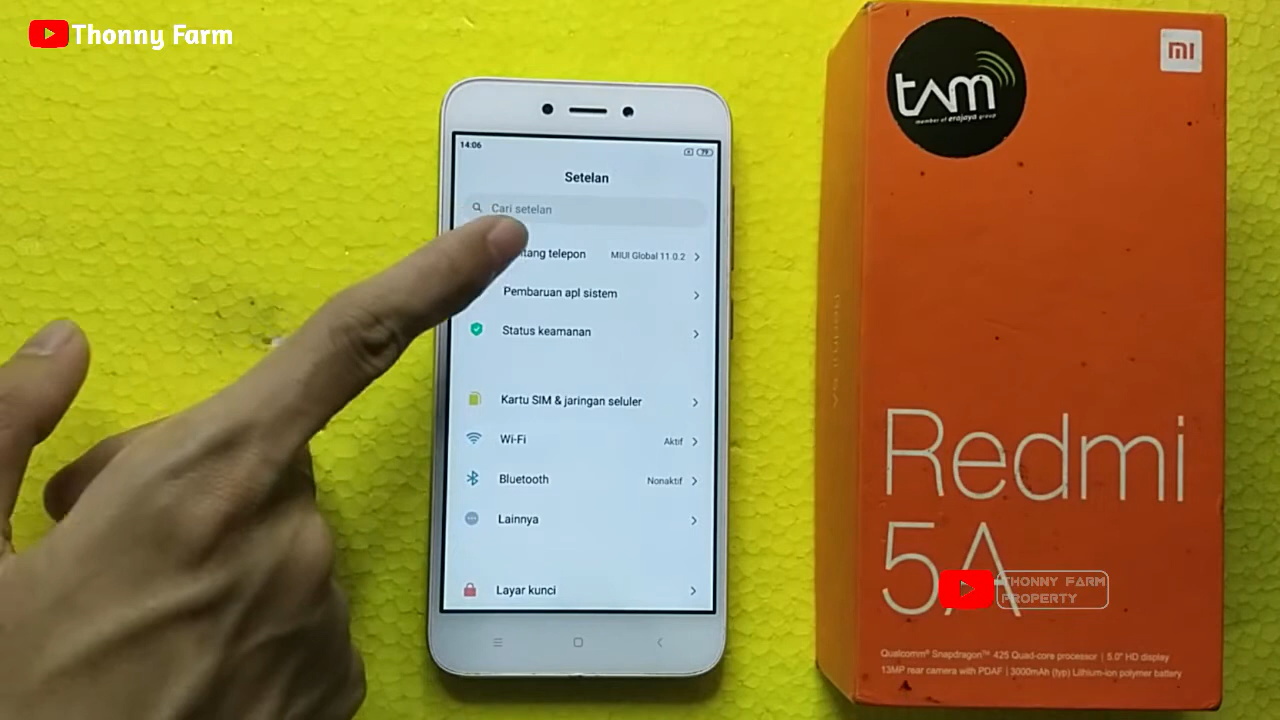 Thonny Farm
14:06
79
Setelan
Cari setelan
ntang telepon MIUI Global 11.0.2
Pembaruan apl sistem
Status keamanan
Kartu SIM & jaringan seluler
Wi-Fi Aktif
Bluetooth Nonaktif
Lainnya
Layar kunci
tam
member of erajaya group
mi
Redmi
5A
THONNY FARM
PROPERTY
Qualcomm® Snapdragon™ 425 Quad-core processor | 5.0" HD display
13MP rear camera with PDAF | 3000mAh (typ) Lithium-ion polymer battery